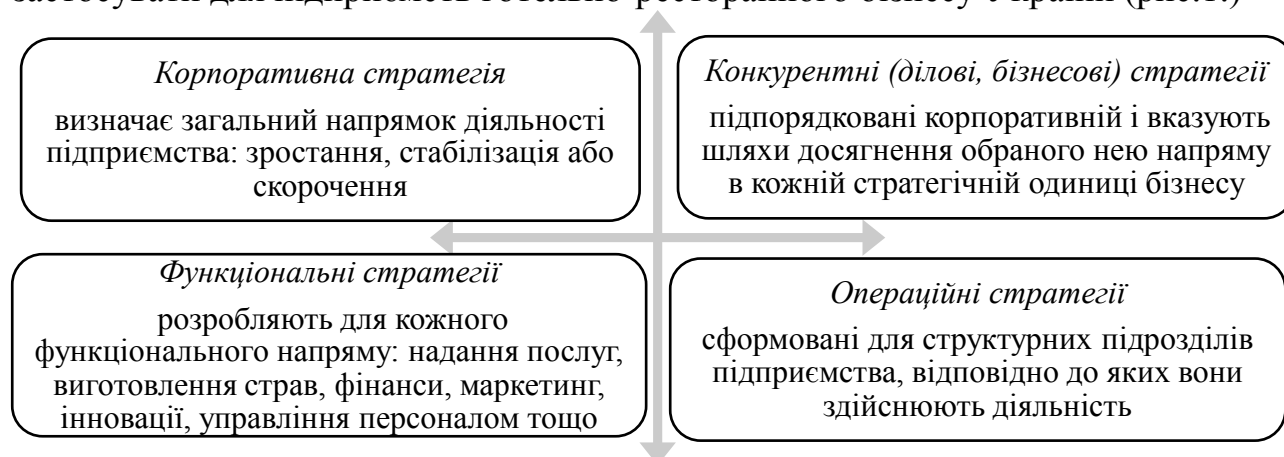 застосувати для підприємств готельно-ресторанного бізнесу України (рис.1.)
Корпоративна стратегія
визначає загальний напрямок діяльності
підприємства: зростання, стабілізація або
скорочення
Конкурентні (ділові, бізнесові) стратегії
підпорядковані корпоративній і вказують
шляхи досягнення обраного нею напряму
в кожній стратегічній одиниці бізнесу
Функціональні стратегії
розробляють для кожного
функціонального напряму: надання послуг,
виготовлення страв, фінанси, маркетинг,
інновації, управління персоналом тощо
Операційні стратегії
сформовані для структурних підрозділів
підприємства, відповідно до яких вони
здійснюють діяльність